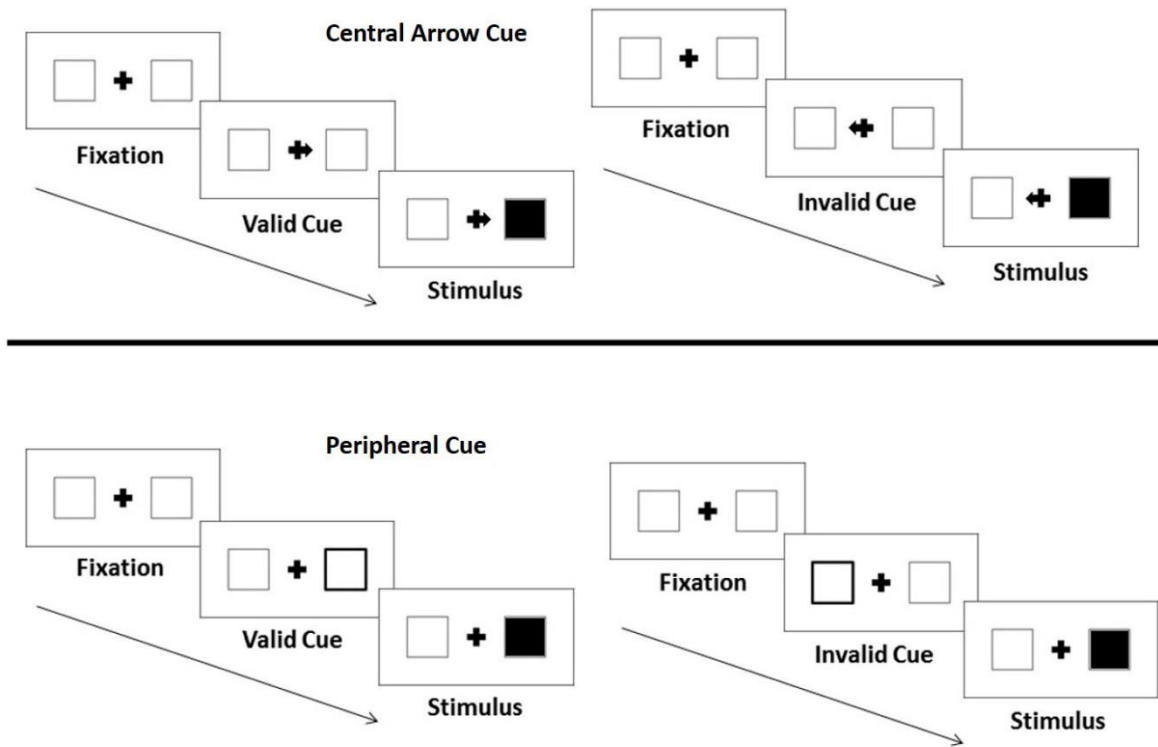 Central Arrow Cue
Fixation
Valid Cue
Stimulus
Fixation
Invalid Cue
Stimulus
Peripheral Cue
Fixation
Valid Cue
Stimulus
Fixation
Invalid Cue
Stimulus